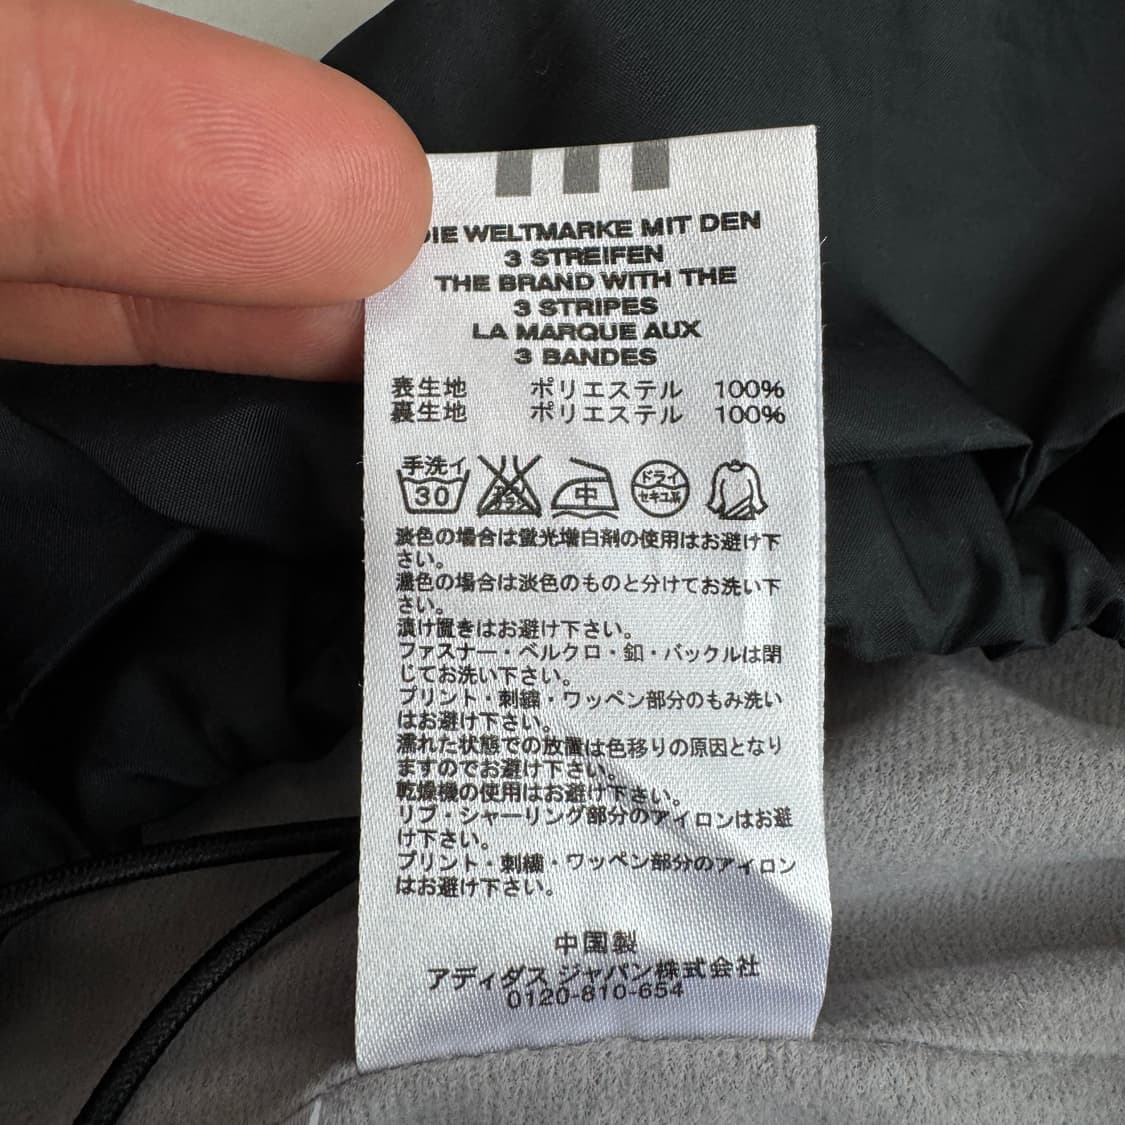 DIE WELTMARKE MIT DEN
3 STREIFEN
THE BRAND WITH THE
3 STRIPES
LA MARQUE AUX
3 BANDES
表生地 ポリエステル 100%
裏生地 ポリエステル 100%
手洗イ 30 中 ドライ セキユ系
淡色の場合は蛍光増白剤の使用はお避け下
さい。
濃色の場合は淡色のものと分けてお洗い下
さい。
漬け置きはお避け下さい。
ファスナー・ベルクロ・釦・バックルは閉
じてお洗い下さい。
プリント・刺繍・ワッペン部分のもみ洗い
はお避け下さい。
濡れた状態での放置は色移りの原因となり
ますのでお避け下さい。
乾燥機の使用はお避け下さい。
リブ・シャーリング部分のアイロンはお避
け下さい。
プリント・刺繍・ワッペン部分のアイロン
はお避け下さい。
中国製
アディダス ジャパン株式会社
0120-810-654